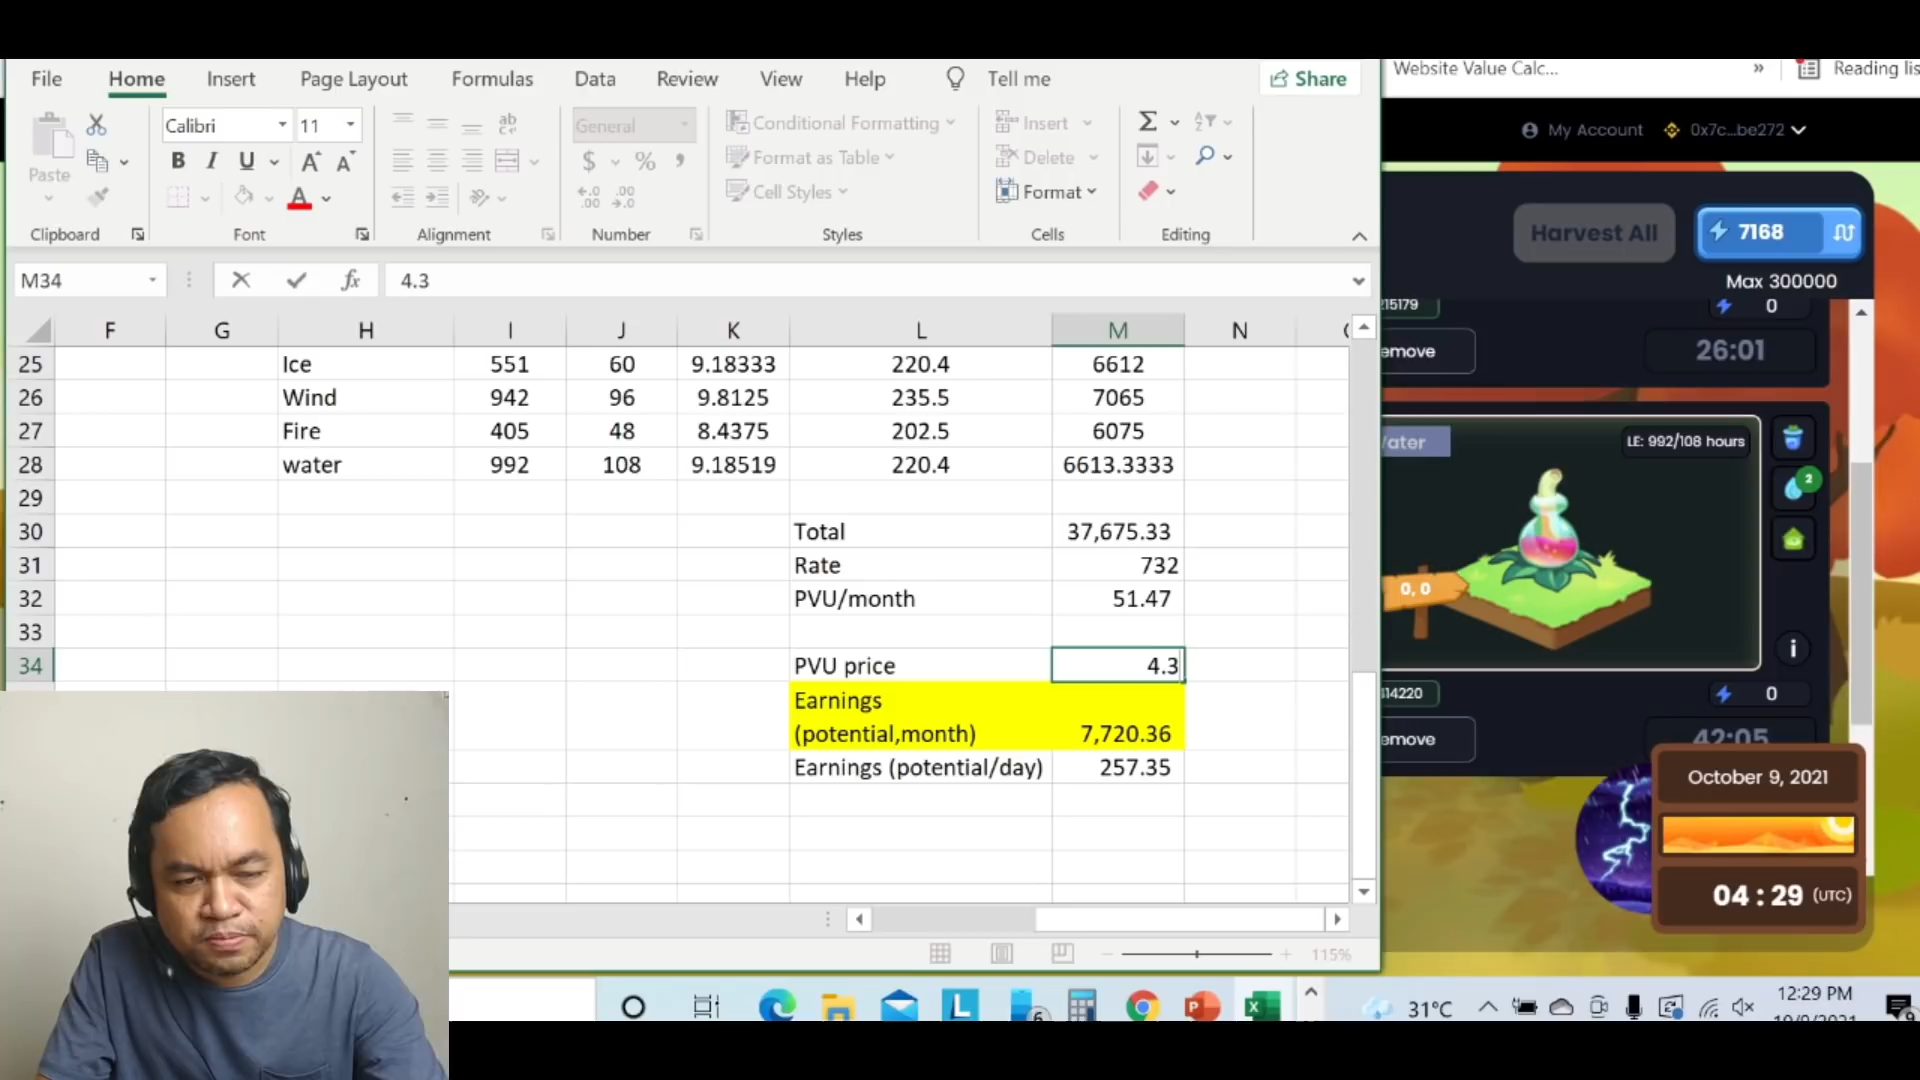 File Home Insert Page Layout Formulas Data Review View Help Tell me Share
Website Value Calc... » Reading lis
My Account 0x7c...be272
Paste Calibri 11 General Conditional Formatting Insert
B I U A A $ % Format as Table Delete
A Cell Styles Format
Clipboard Font Alignment Number Styles Cells Editing
Harvest All 7168
Max 300000
M34 fx 4.3
F G H I J K L M N
25 Ice 551 60 9.18333 220.4 6612
26 Wind 942 96 9.8125 235.5 7065
27 Fire 405 48 8.4375 202.5 6075
28 water 992 108 9.18519 220.4 6613.3333
29
30 Total 37,675.33
31 Rate 732
32 PVU/month 51.47
33
34 PVU price 4.3
Earnings
(potential,month) 7,720.36
Earnings (potential/day) 257.35
115%
15179 0
emove 26:01
ater LE: 992/108 hours
2
0, 0
i
14220 0
emove 42:05
October 9, 2021
04 : 29 (UTC)
31°C 12:29 PM